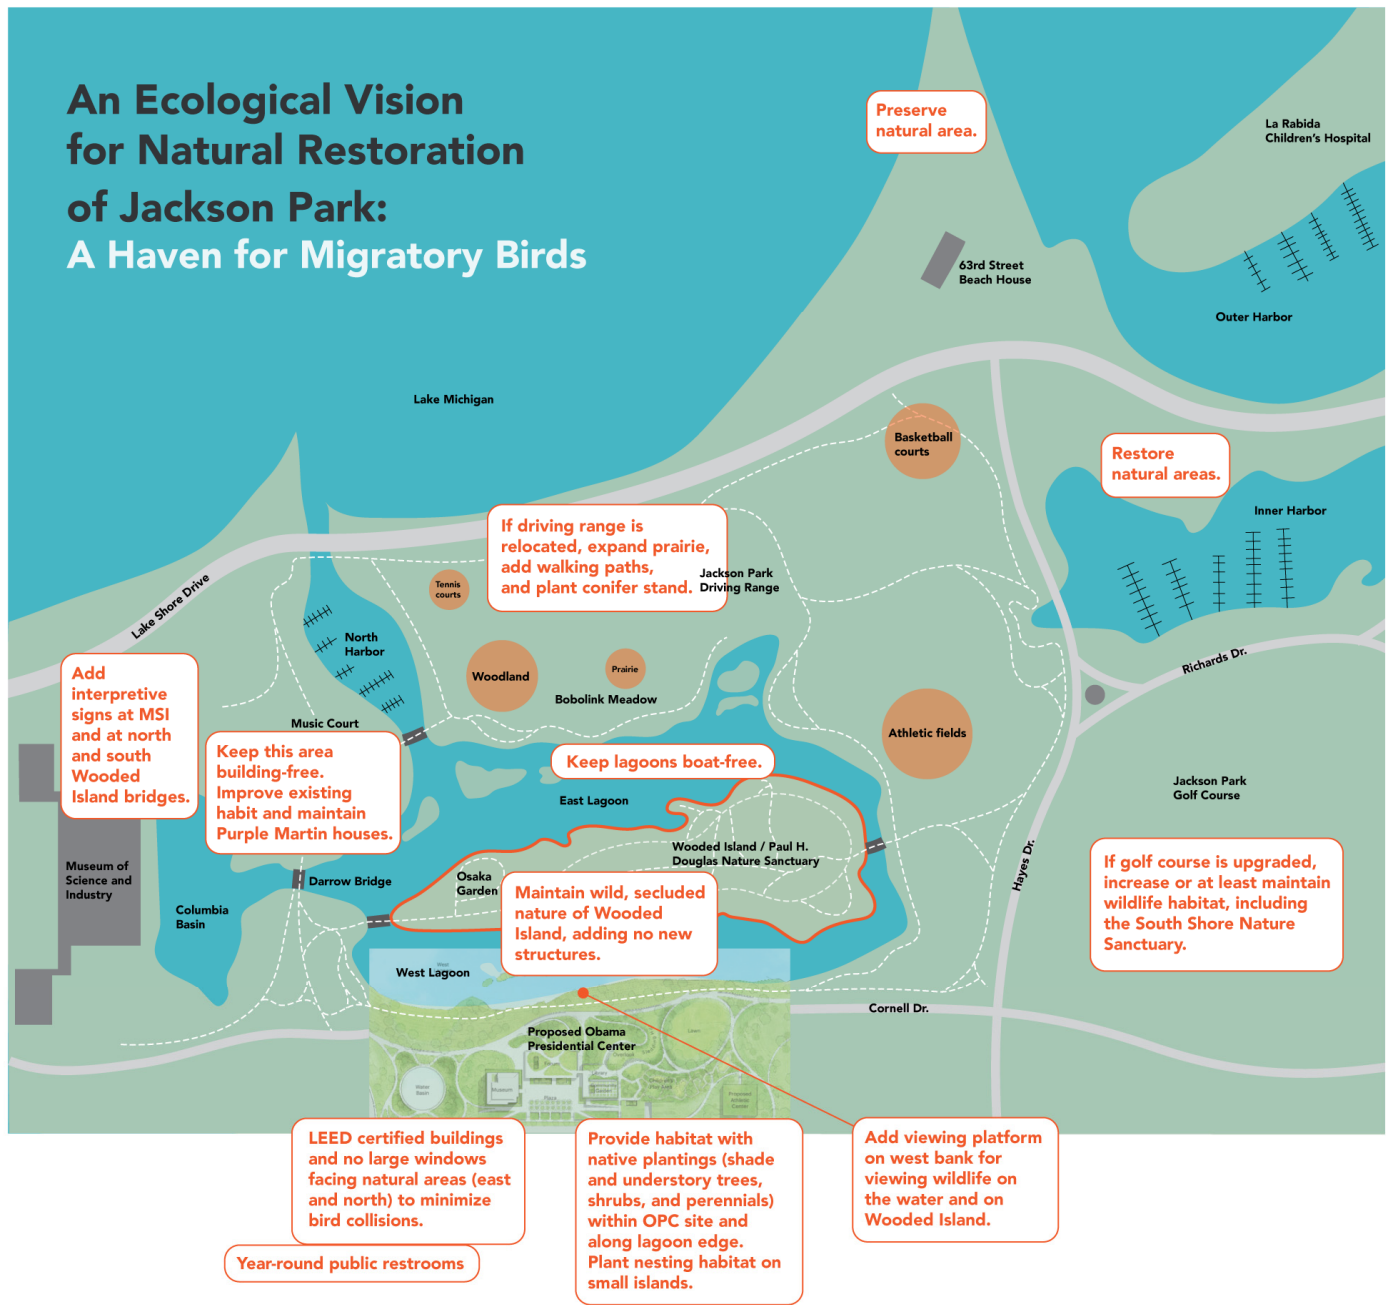 An Ecological Vision
for Natural Restoration
of Jackson Park:
A Haven for Migratory Birds
Preserve
natural area.
La Rabida
Children's Hospital
63rd Street
Beach House
Outer Harbor
Lake Michigan
Basketball
courts
Restore
natural areas.
Inner Harbor
If driving range is
relocated, expand prairie,
add walking paths,
and plant conifer stand.
Jackson Park
Driving Range
Tennis
courts
Lake Shore Drive
North
Harbor
Woodland
Prairie
Bobolink Meadow
Richards Dr.
Add
interpretive
signs at MSI
and at north
and south
Wooded
Island bridges.
Music Court
Keep this area
building-free.
Improve existing
habit and maintain
Purple Martin houses.
Athletic fields
Keep lagoons boat-free.
East Lagoon
Jackson Park
Golf Course
Wooded Island / Paul H.
Douglas Nature Sanctuary
Hayes Dr.
Museum of
Science and
Industry
Darrow Bridge
Osaka
Garden
Columbia
Basin
Maintain wild, secluded
nature of Wooded
Island, adding no new
structures.
If golf course is upgraded,
increase or at least maintain
wildlife habitat, including
the South Shore Nature
Sanctuary.
West Lagoon
Cornell Dr.
Proposed Obama
Presidential Center
Water
Basin
Museum
Plaza
Library
Lawn
LEED certified buildings
and no large windows
facing natural areas (east
and north) to minimize
bird collisions.
Year-round public restrooms
Provide habitat with
native plantings (shade
and understory trees,
shrubs, and perennials)
within OPC site and
along lagoon edge.
Plant nesting habitat on
small islands.
Add viewing platform
on west bank for
viewing wildlife on
the water and on
Wooded Island.